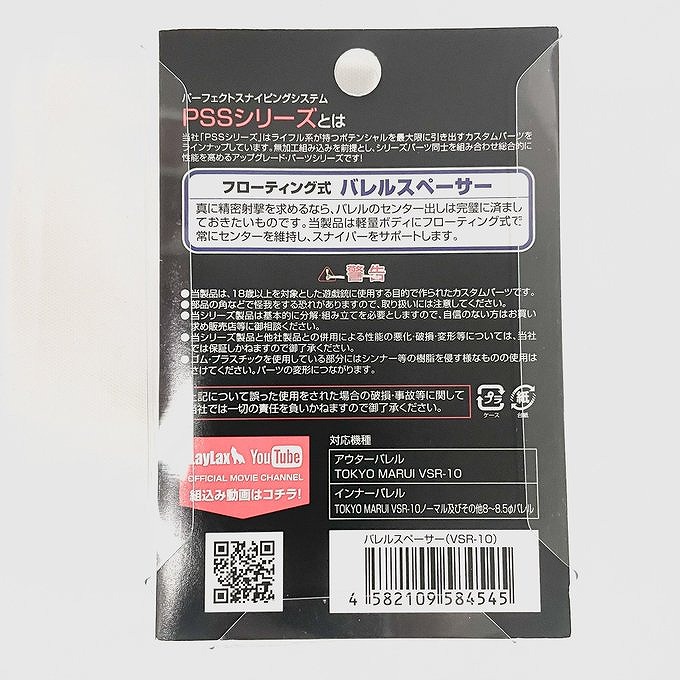 パーフェクトスナイピングシステム
PSSシリーズとは
当社「PSSシリーズ」はライフル系が持つポテンシャルを最大限に引き出すカスタムパーツを
ラインナップしています。無加工組み込みを前提とし、シリーズパーツ同士を組み合わせ総合的に
性能を高めるアップグレード・パーツシリーズです!
フローティング式 バレルスペーサー
真に精密射撃を求めるなら、バレルのセンター出しは完璧に済まし
ておきたいものです。当製品は軽量ボディにフローティング式で
常にセンターを維持し、スナイパーをサポートします。
警告
●当製品は、18歳以上を対象とした遊戯銃に使用する目的で作られたカスタムパーツです。
●部品の角などで怪我をする恐れがありますので、取り扱いには注意してください。
●当シリーズ製品は基本的に分解・組み立てを必要としますので、自信のない方はお買い
求め販売店等に御相談ください。
●当シリーズ製品と他社製品との併用による性能の悪化・破損・変形等については、当社
では保証しかねますので御了承ください。
●ゴム・プラスチックを使用している部分にはシンナー等の樹脂を侵す様なものの使用は
さけてください。パーツの変形につながります。
上記について誤った使用をされた場合の破損・事故等に関して
当社では一切の責任を負いかねますので御了承ください。
プラ
ケース
紙
台紙
LayLax YouTube
OFFICIAL MOVIE CHANNEL
組込み動画はコチラ!
対応機種
アウターバレル
TOKYO MARUI VSR-10
インナーバレル
TOKYO MARUI VSR-10ノーマル及びその他8〜8.5φバレル
バレルスペーサー(VSR-10)
4 582109 584545